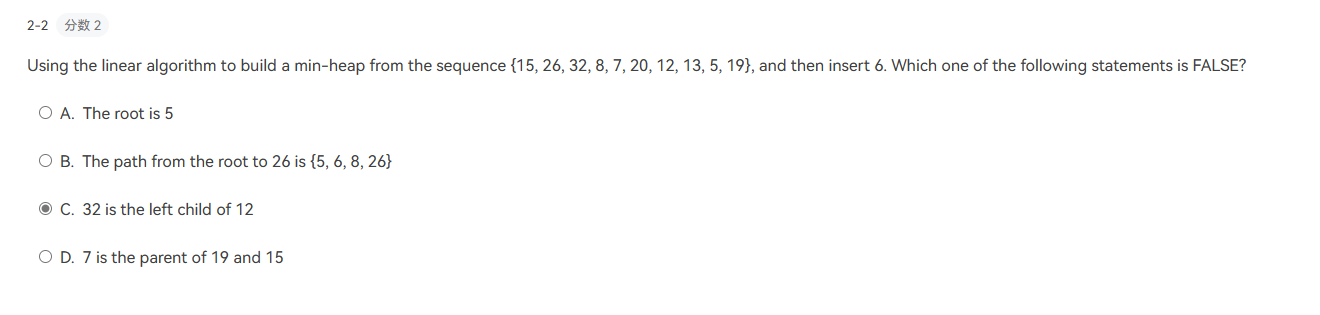 2-2 分数 2
Using the linear algorithm to build a min-heap from the sequence {15, 26, 32, 8, 7, 20, 12, 13, 5, 19}, and then insert 6. Which one of the following statements is FALSE?
A. The root is 5
B. The path from the root to 26 is {5, 6, 8, 26}
C. 32 is the left child of 12
D. 7 is the parent of 19 and 15